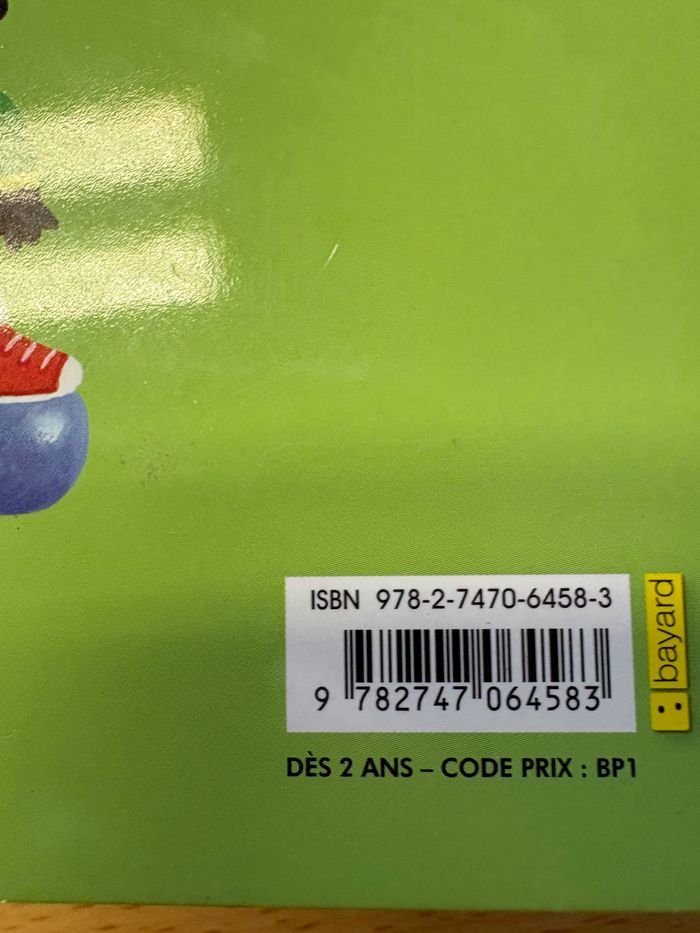 ISBN 978-2-7470-6458-3
9 782747 064583
bayard
DÈS 2 ANS – CODE PRIX : BP1